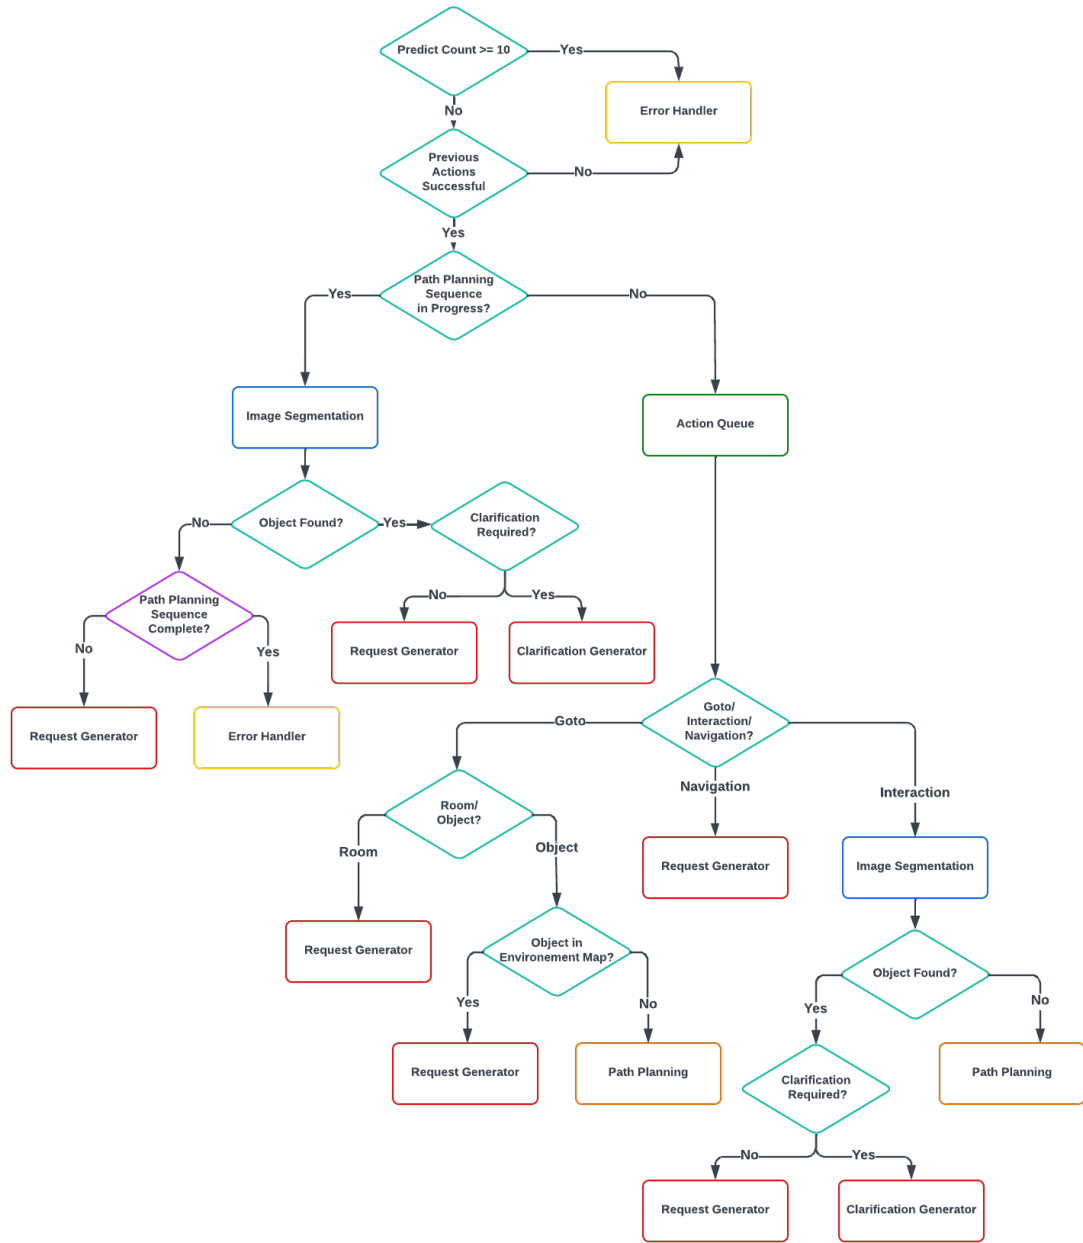 Predict Count >= 10
Yes
Error Handler
No
Previous
Actions
Successful
No
Yes
Path Planning
Sequence
in Progress?
Yes
No
Image Segmentation
Action Queue
Object Found?
No
Yes
Clarification
Required?
Path Planning
Sequence
Complete?
No
Yes
No
Yes
Request Generator
Clarification Generator
Request Generator
Error Handler
Goto/
Interaction/
Navigation?
Goto
Navigation
Interaction
Room/
Object?
Room
Object
Request Generator
Image Segmentation
Request Generator
Object in
Environement Map?
Object Found?
Yes
No
Yes
No
Request Generator
Path Planning
Clarification
Required?
Path Planning
No
Yes
Request Generator
Clarification Generator